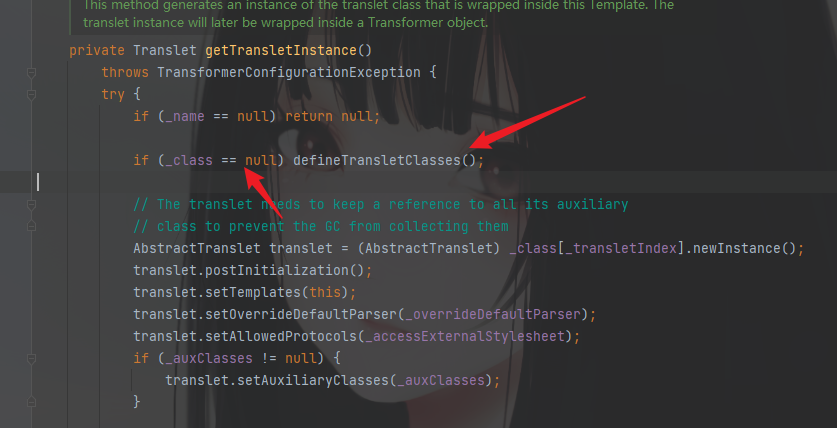 This method generates an instance of the translet class that is wrapped inside this Template. The
translet instance will later be wrapped inside a Transformer object.
private Translet getTransletInstance()
throws TransformerConfigurationException {
try {
if (_name == null) return null;
if (_class == null) defineTransletClasses();
// The translet needs to keep a reference to all its auxiliary
// class to prevent the GC from collecting them
AbstractTranslet translet = (AbstractTranslet) _class[_transletIndex].newInstance();
translet.postInitialization();
translet.setTemplates(this);
translet.setOverrideDefaultParser(_overrideDefaultParser);
translet.setAllowedProtocols(_accessExternalStylesheet);
if (_auxClasses != null) {
translet.setAuxiliaryClasses(_auxClasses);
}